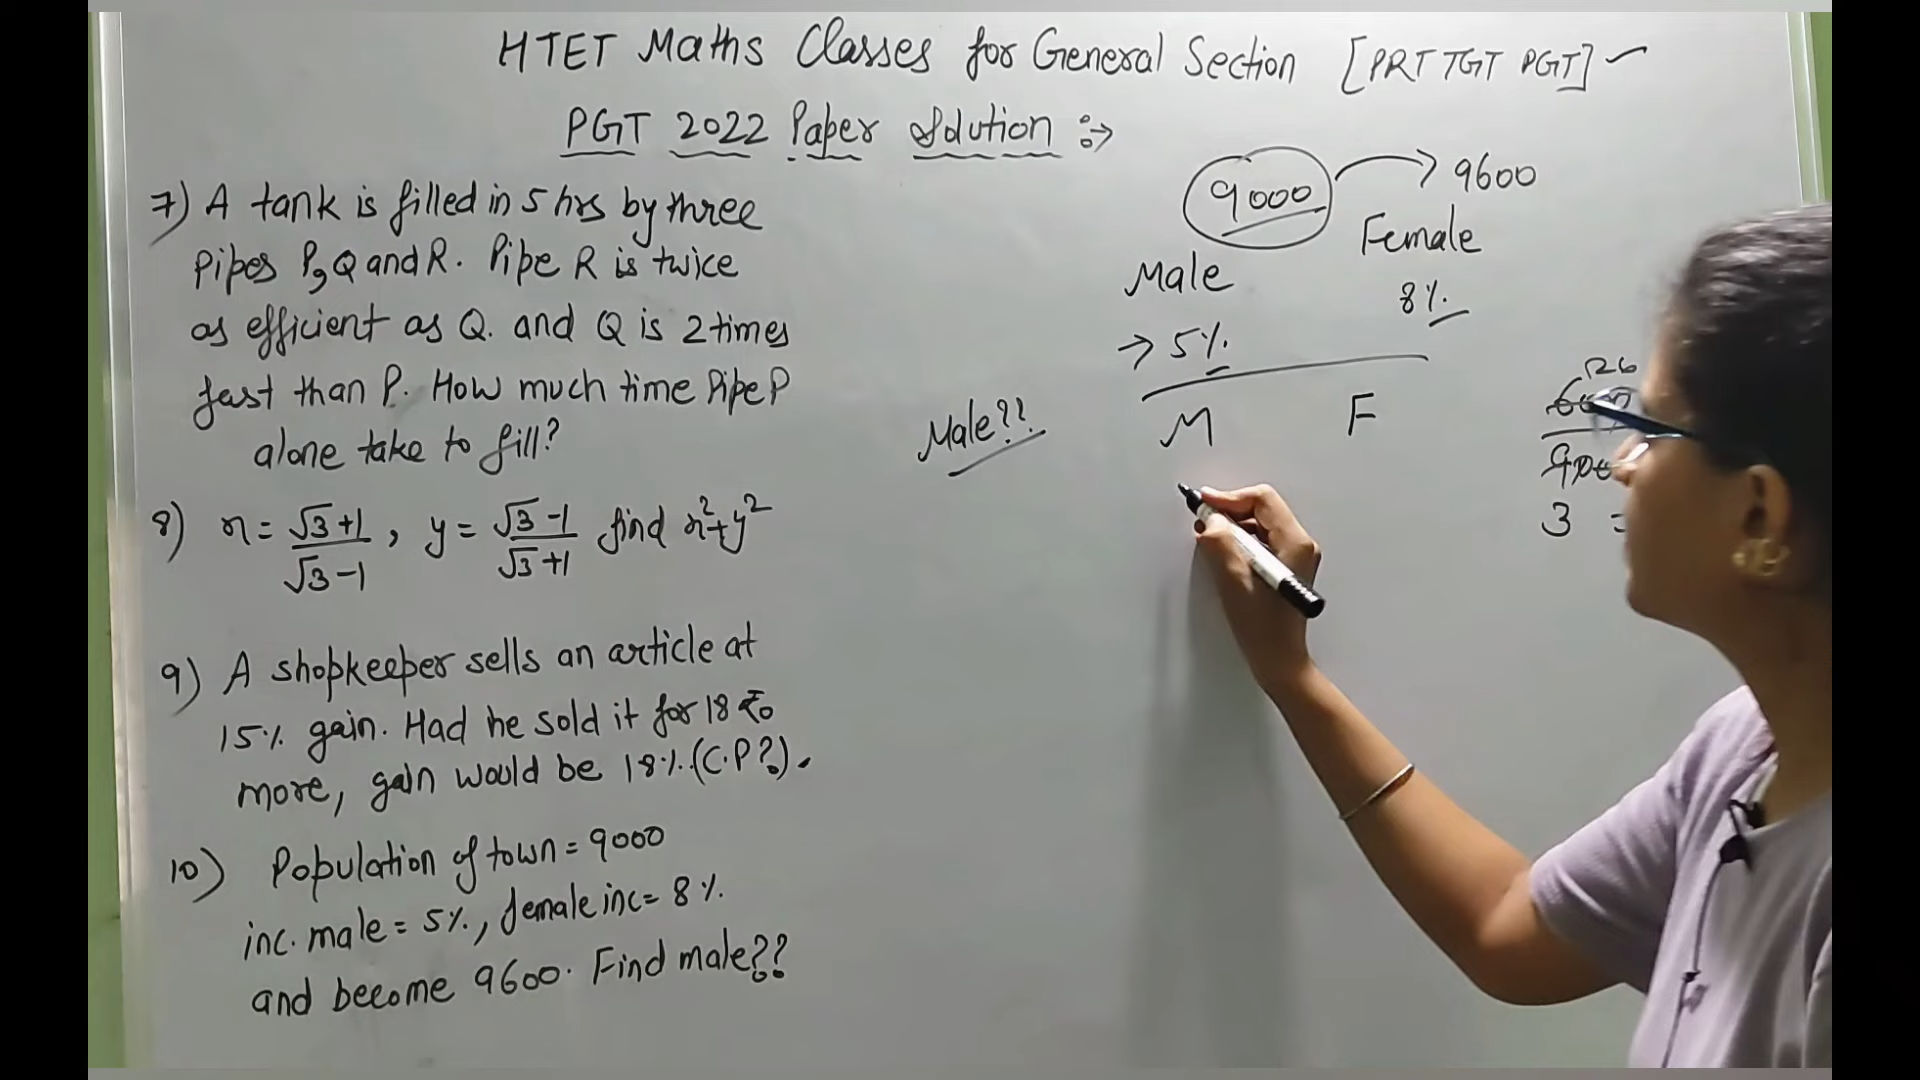 HTET Maths Classes for General Section [PRT TGT PGT]
PGT 2022 Paper Solution :→
7) A tank is filled in 5 hrs by three
Pipes P, Q and R. Pipe R is twice
as efficient as Q. and Q is 2 times
fast than P. How much time Pipe P
alone take to fill?
8) x = √3+1/√3-1 , y = √3-1/√3+1 find x²+y²
9) A shopkeeper sells an article at
15% gain. Had he sold it for 18 ₹
more, gain would be 18%. (C.P?).
10) Population of town = 9000
inc. male = 5%, female inc = 8%
and become 9600. Find male??
9000 → 9600
Male Female
→ 5% 8%
Male??
M F
3